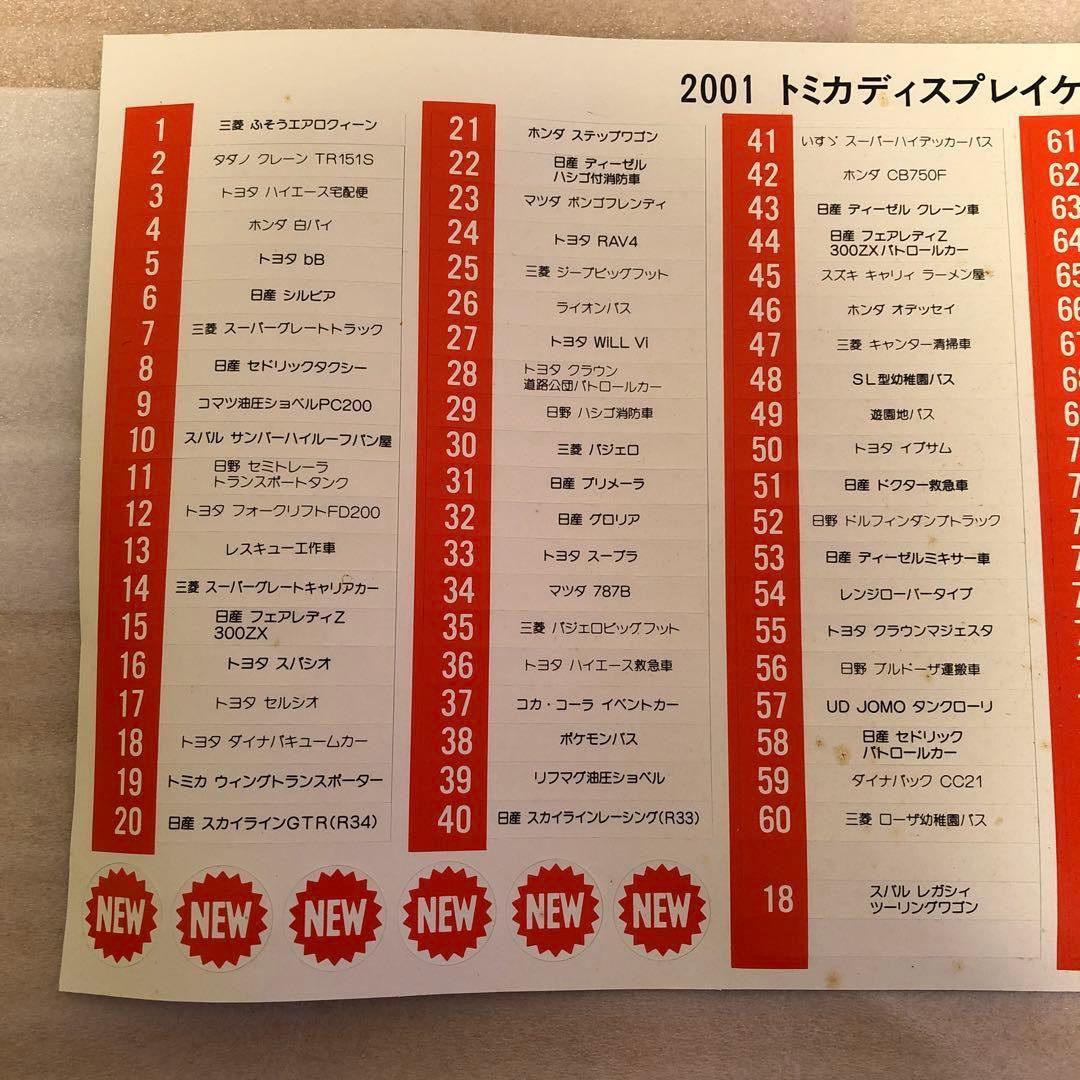 2001 トミカディスプレイケ
1 三菱 ふそうエアロクィーン
2 タダノ クレーン TR151S
3 トヨタ ハイエース宅配便
4 ホンダ 白バイ
5 トヨタ bB
6 日産 シルビア
7 三菱 スーパーグレートトラック
8 日産 セドリックタクシー
9 コマツ油圧ショベルPC200
10 スバル サンバーハイルーフパン屋
11 日野 セミトレーラ
トランスポートタンク
12 トヨタ フォークリフトFD200
13 レスキュー工作車
14 三菱 スーパーグレートキャリアカー
15 日産 フェアレディZ
300ZX
16 トヨタ スパシオ
17 トヨタ セルシオ
18 トヨタ ダイナバキュームカー
19 トミカ ウィングトランスポーター
20 日産 スカイラインGTR(R34)
21 ホンダ ステップワゴン
22 日産 ディーゼル
ハシゴ付消防車
23 マツダ ボンゴフレンディ
24 トヨタ RAV4
25 三菱 ジープビッグフット
26 ライオンバス
27 トヨタ WiLL Vi
28 トヨタ クラウン
道路公団パトロールカー
29 日野 ハシゴ消防車
30 三菱 パジェロ
31 日産 プリメーラ
32 日産 グロリア
33 トヨタ スープラ
34 マツダ 787B
35 三菱 パジェロビッグフット
36 トヨタ ハイエース救急車
37 コカ・コーラ イベントカー
38 ポケモンバス
39 リフマグ油圧ショベル
40 日産 スカイラインレーシング(R33)
41 いすゞ スーパーハイデッカーバス
42 ホンダ CB750F
43 日産 ディーゼル クレーン車
44 日産 フェアレディZ
300ZXパトロールカー
45 スズキ キャリィ ラーメン屋
46 ホンダ オデッセイ
47 三菱 キャンター清掃車
48 SL型幼稚園バス
49 遊園地バス
50 トヨタ イプサム
51 日産 ドクター救急車
52 日野 ドルフィンダンプトラック
53 日産 ディーゼルミキサー車
54 レンジローバータイプ
55 トヨタ クラウンマジェスタ
56 日野 ブルドーザ運搬車
57 UD JOMO タンクローリ
58 日産 セドリック
パトロールカー
59 ダイナパック CC21
60 三菱 ローザ幼稚園バス
18 スバル レガシィ
ツーリングワゴン
61
62
63
64
65
NEW NEW NEW NEW NEW NEW